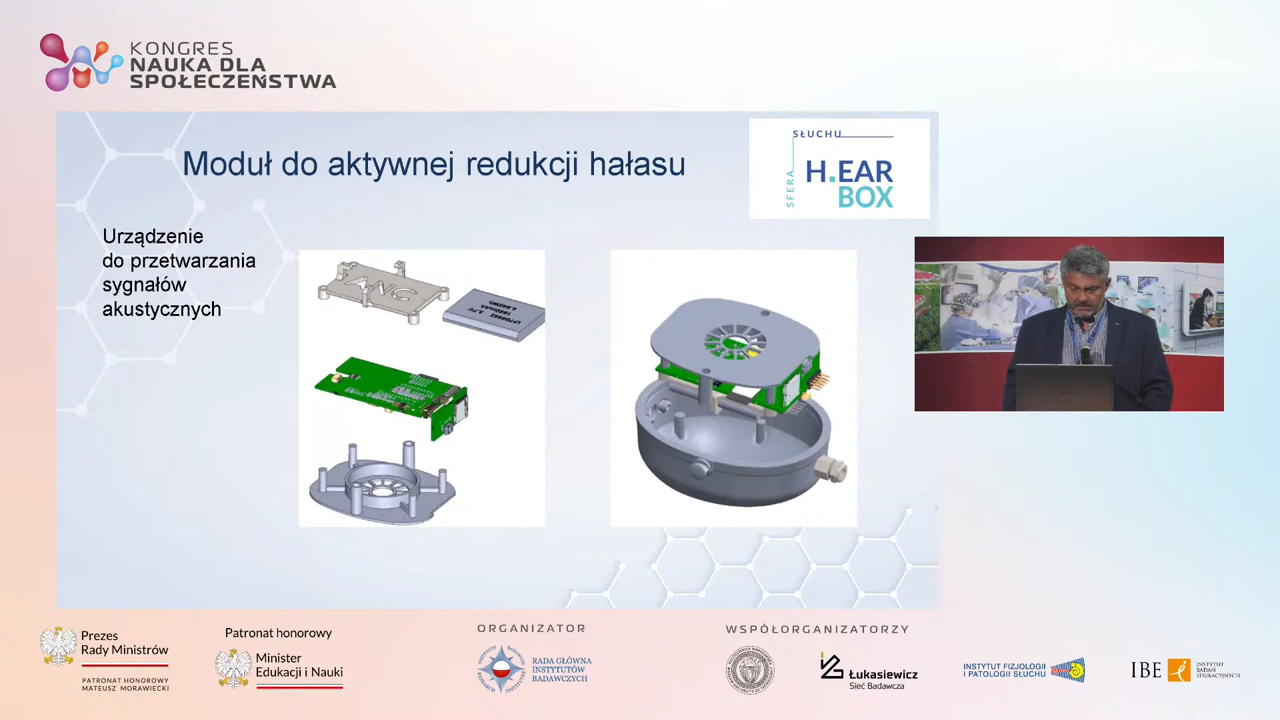 KONGRES
NAUKA DLA
SPOŁECZEŃSTWA
Moduł do aktywnej redukcji hałasu
SŁUCHU
SFERA
H.EAR
BOX
Urządzenie
do przetwarzania
sygnałów
akustycznych
ANC
Prezes
Rady Ministrów
PATRONAT HONOROWY
MATEUSZ MORAWIECKI
Patronat honorowy
Minister
Edukacji i Nauki
ORGANIZATOR
RADA GŁÓWNA
INSTYTUTÓW
BADAWCZYCH
WSPÓŁORGANIZATORZY
Łukasiewicz
Sieć Badawcza
INSTYTUT FIZJOLOGII
I PATOLOGII SŁUCHU
IBE
INSTYTUT
BADAŃ
EDUKACYJNYCH